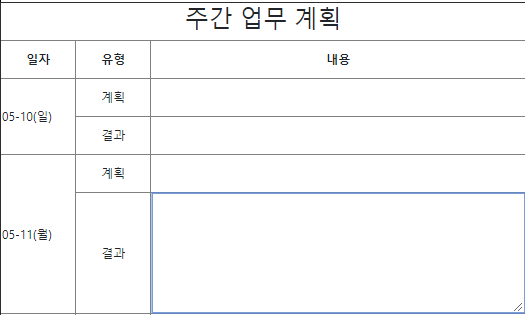 주간 업무 계획
일자 유형 내용
계획
05-10(일)
결과
계획
05-11(월)
결과